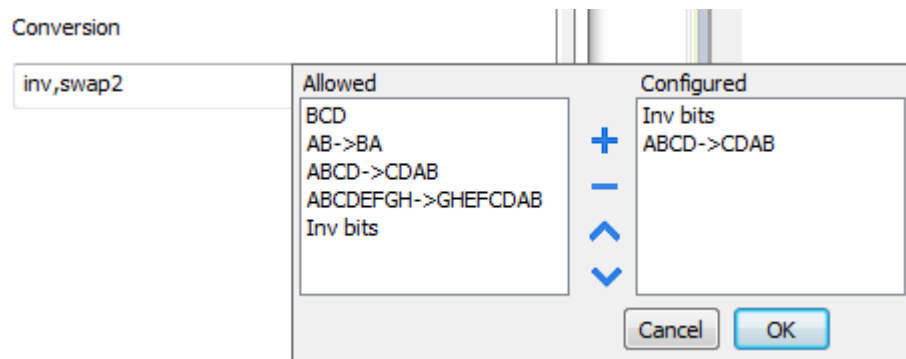 Conversion
inv,swap2
Allowed
BCD
AB->BA
ABCD->CDAB
ABCDEFGH->GHEFCDAB
Inv bits
Configured
Inv bits
ABCD->CDAB
Cancel
OK